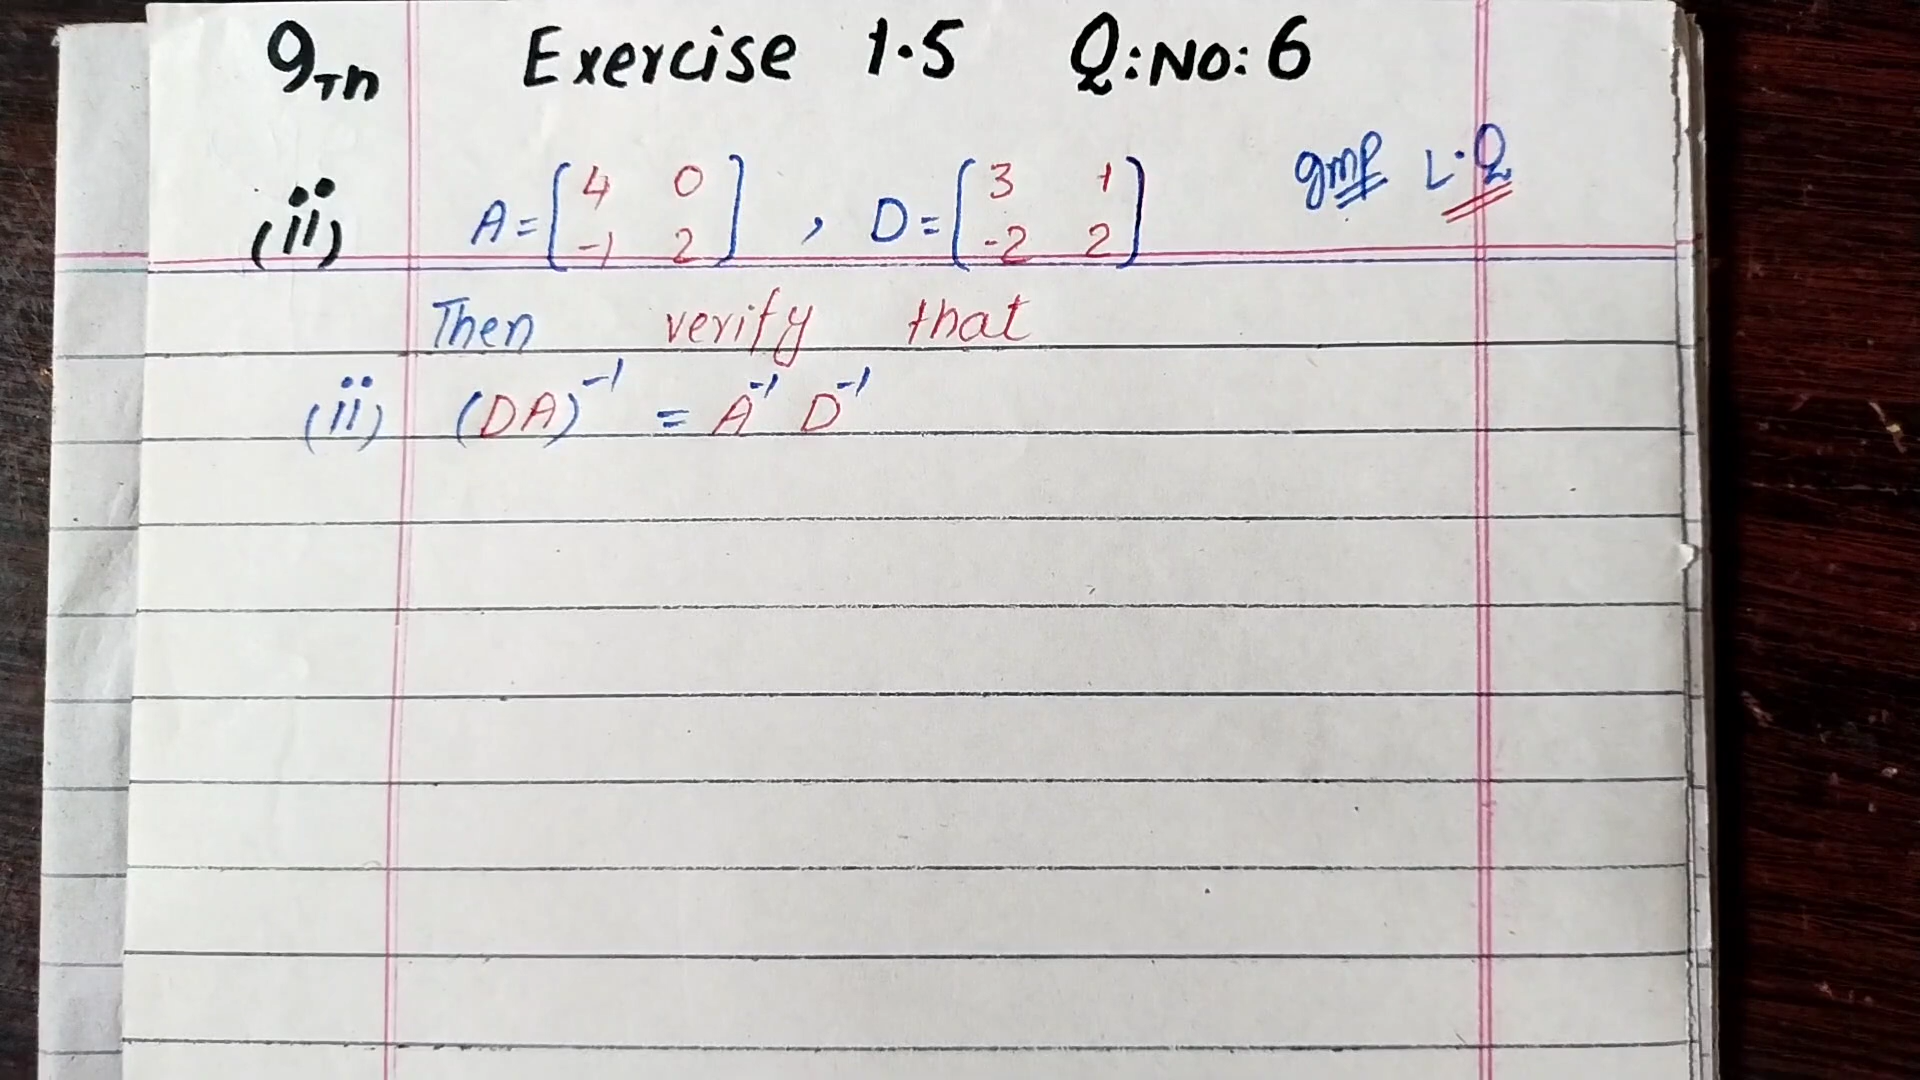 9TH Exercise 1.5 Q:NO:6
(ii) A = [4 0 -1 2] , D = [3 1 -2 2] Imp L.Q
Then verify that
(ii) (DA)⁻¹ = A⁻¹ D⁻¹